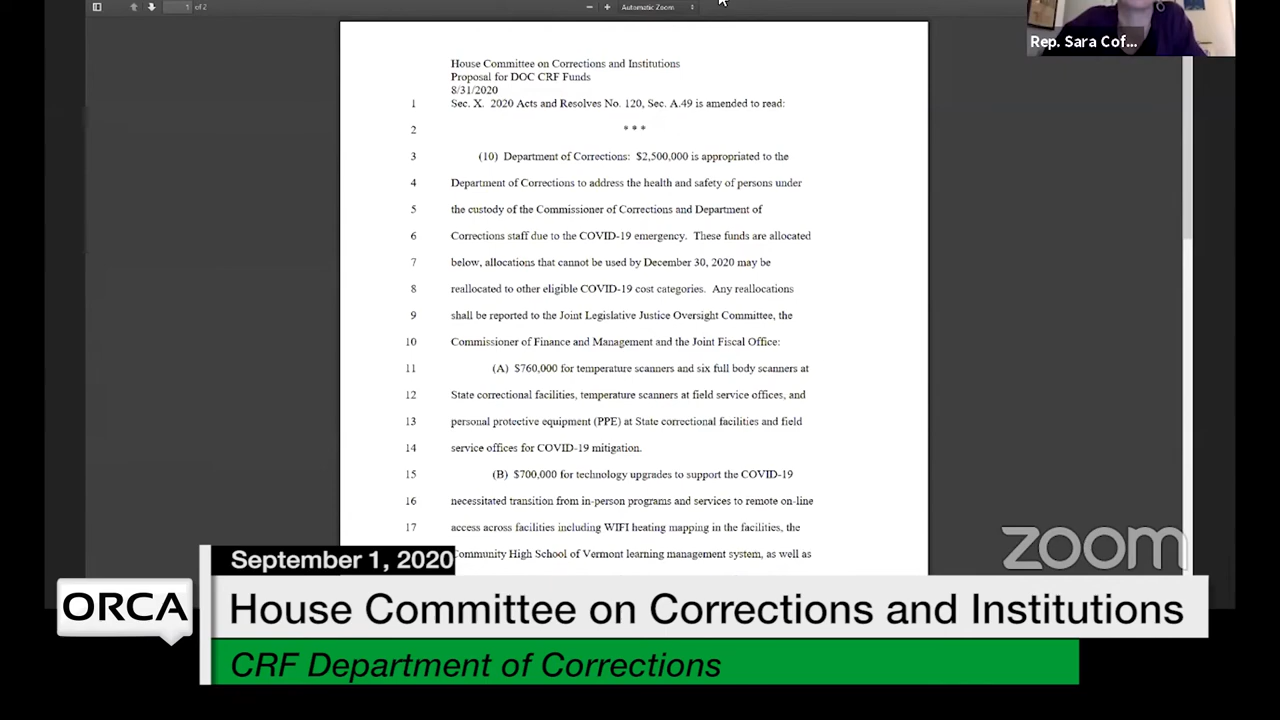 1 of 2
Automatic Zoom
Rep. Sara Cof...
House Committee on Corrections and Institutions
Proposal for DOC CRF Funds
8/31/2020
1 Sec. X. 2020 Acts and Resolves No. 120, Sec. A.49 is amended to read:
2 * * *
3 (10) Department of Corrections: $2,500,000 is appropriated to the
4 Department of Corrections to address the health and safety of persons under
5 the custody of the Commissioner of Corrections and Department of
6 Corrections staff due to the COVID-19 emergency. These funds are allocated
7 below, allocations that cannot be used by December 30, 2020 may be
8 reallocated to other eligible COVID-19 cost categories. Any reallocations
9 shall be reported to the Joint Legislative Justice Oversight Committee, the
10 Commissioner of Finance and Management and the Joint Fiscal Office:
11 (A) $760,000 for temperature scanners and six full body scanners at
12 State correctional facilities, temperature scanners at field service offices, and
13 personal protective equipment (PPE) at State correctional facilities and field
14 service offices for COVID-19 mitigation.
15 (B) $700,000 for technology upgrades to support the COVID-19
16 necessitated transition from in-person programs and services to remote on-line
17 access across facilities including WIFI heating mapping in the facilities, the
Community High School of Vermont learning management system, as well as
zoom
September 1, 2020
ORCA
House Committee on Corrections and Institutions
CRF Department of Corrections